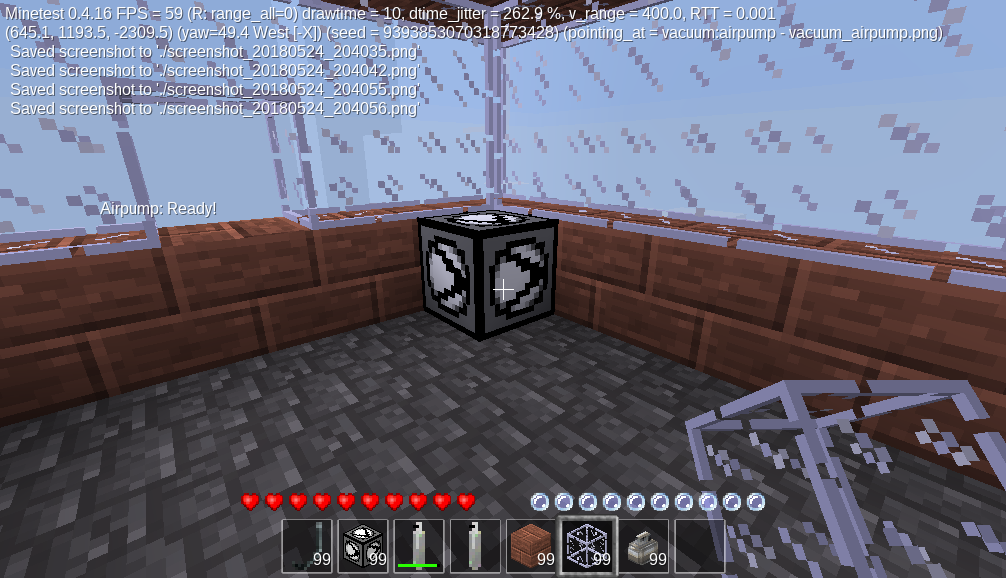 Minetest 0.4.16 FPS = 59 (R: range_all=0) drawtime = 10, dtime_jitter = 262.9 %, v_range = 400.0, RTT = 0.001
(645.1, 1193.5, -2309.5) (yaw=49.4 West [-X]) (seed = 9393853070318773428) (pointing_at = vacuum:airpump - vacuum_airpump.png)
Saved screenshot to './screenshot_20180524_204035.png'
Saved screenshot to './screenshot_20180524_204042.png'
Saved screenshot to './screenshot_20180524_204055.png'
Saved screenshot to './screenshot_20180524_204056.png'
Airpump: Ready!
99 99 99 99 99